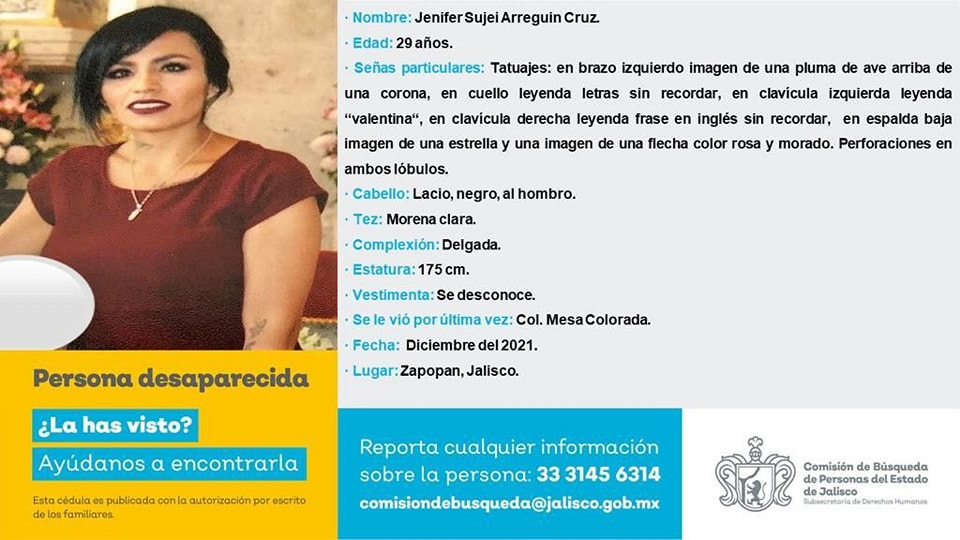 · Nombre: Jenifer Sujei Arreguin Cruz.
· Edad: 29 años.
· Señas particulares: Tatuajes: en brazo izquierdo imagen de una pluma de ave arriba de
una corona, en cuello leyenda letras sin recordar, en clavícula izquierda leyenda
“valentina“, en clavícula derecha leyenda frase en inglés sin recordar, en espalda baja
imagen de una estrella y una imagen de una flecha color rosa y morado. Perforaciones en
ambos lóbulos.
· Cabello: Lacio, negro, al hombro.
· Tez: Morena clara.
· Complexión: Delgada.
· Estatura: 175 cm.
· Vestimenta: Se desconoce.
· Se le vió por última vez: Col. Mesa Colorada.
· Fecha: Diciembre del 2021.
· Lugar: Zapopan, Jalisco.
Persona desaparecida
¿La has visto?
Ayúdanos a encontrarla
Esta cédula es publicada con la autorización por escrito
de los familiares.
Reporta cualquier información
sobre la persona: 33 3145 6314
comisiondebusqueda@jalisco.gob.mx
Comisión de Búsqueda
de Personas del Estado
de Jalisco
Subsecretaría de Derechos Humanos